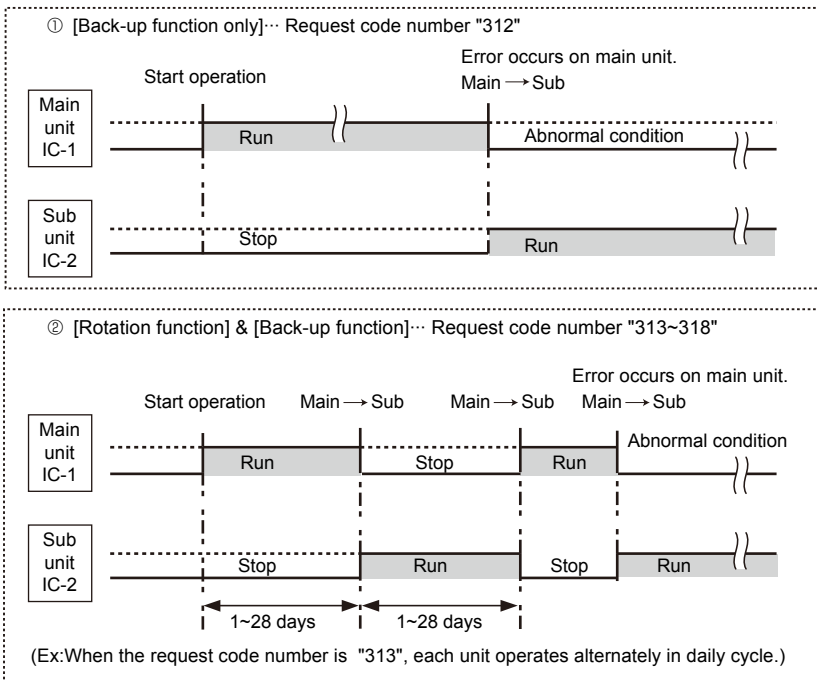 ① [Back-up function only]··· Request code number "312"
Error occurs on main unit.
Start operation
Main → Sub
Main
unit
IC-1
Run
Abnormal condition
Sub
unit
IC-2
Stop
Run
② [Rotation function] & [Back-up function]··· Request code number "313~318"
Error occurs on main unit.
Start operation Main → Sub Main → Sub Main → Sub
Main
unit
IC-1
Run Stop Run Abnormal condition
Sub
unit
IC-2
Stop Run Stop Run
1~28 days 1~28 days
(Ex:When the request code number is "313", each unit operates alternately in daily cycle.)